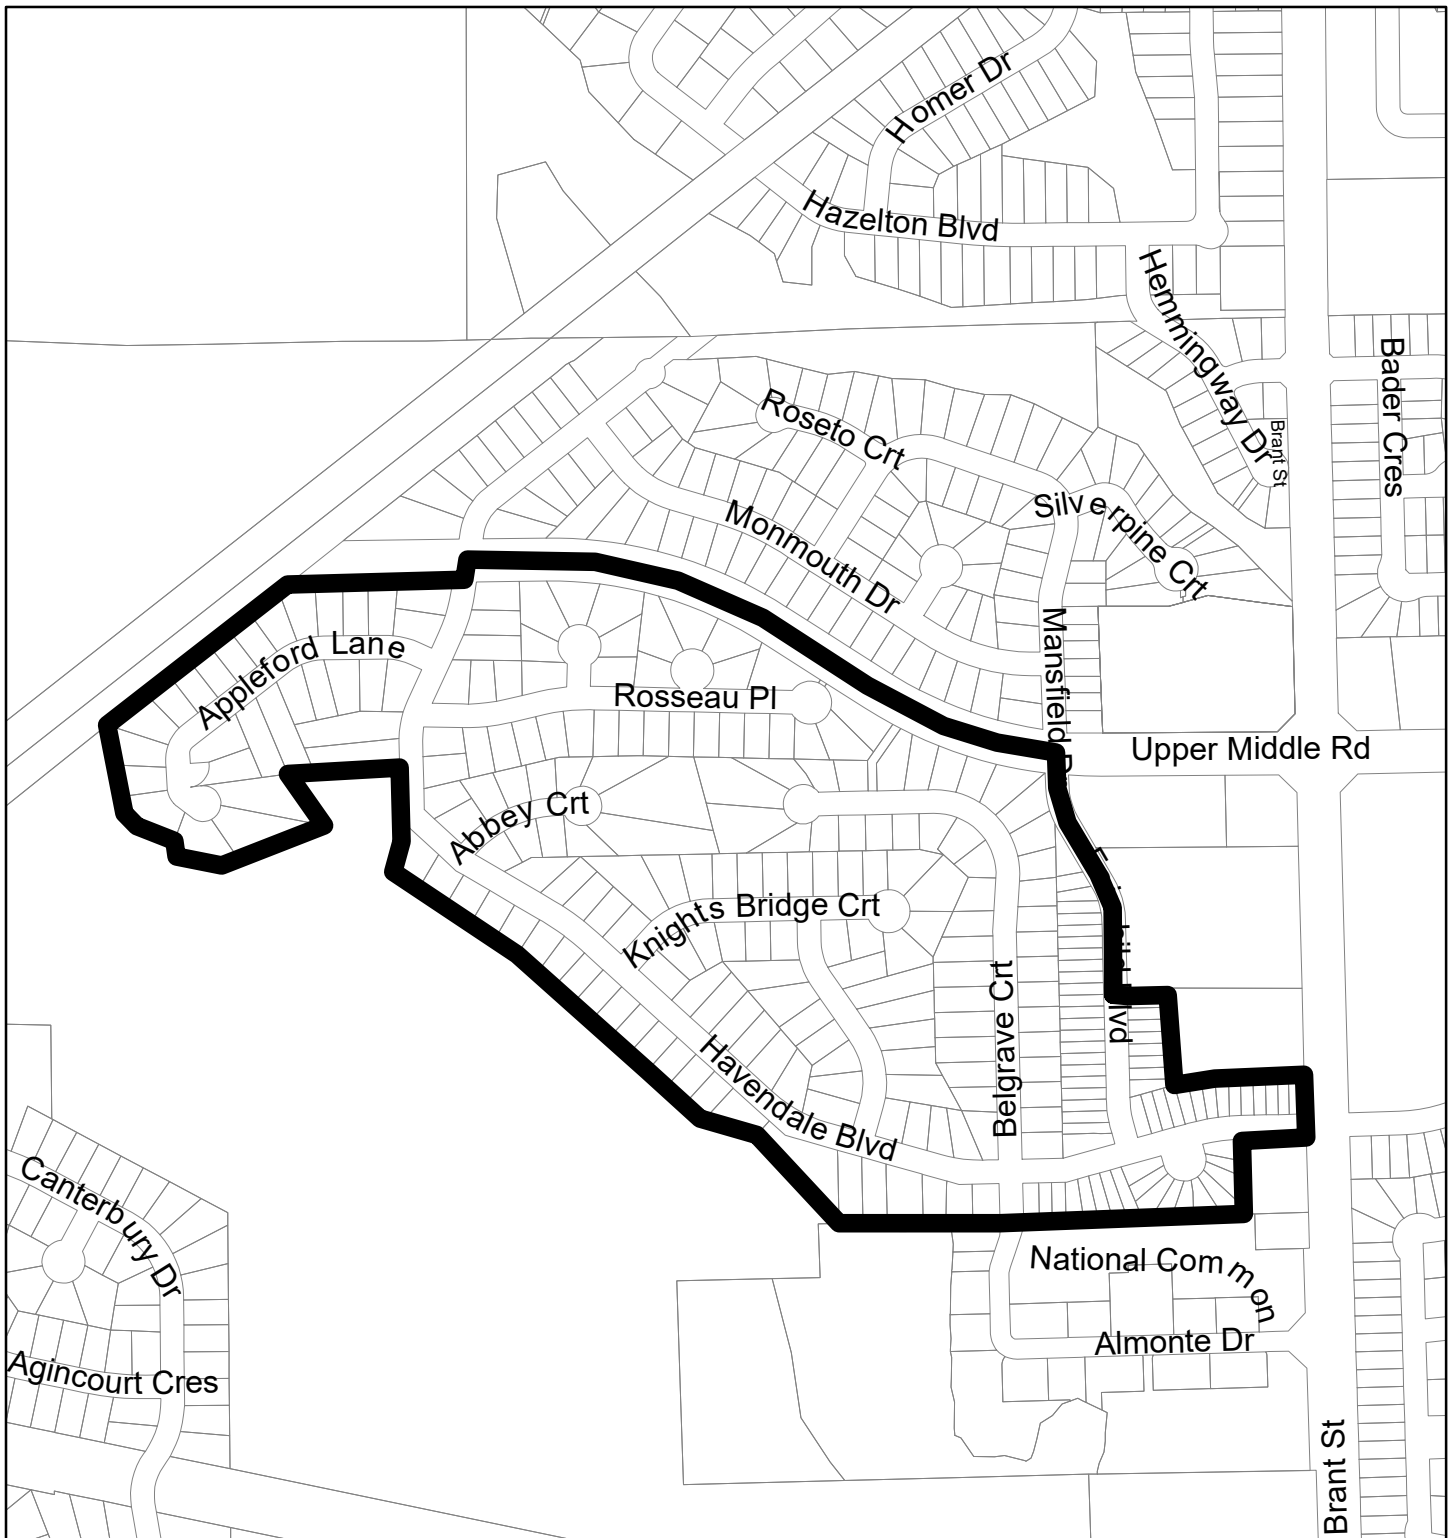 Homer Dr
Hazelton Blvd
Hemmingway Dr
Bader Cres
Brant St
Roseto Crt
Silverpine Crt
Monmouth Dr
Mansfield
Appleford Lane
Rosseau Pl
Upper Middle Rd
Abbey Crt
Knights Bridge Crt
Belgrave Crt
lvd
Havendale Blvd
Canterbury Dr
National Common
Almonte Dr
Agincourt Cres
Brant St